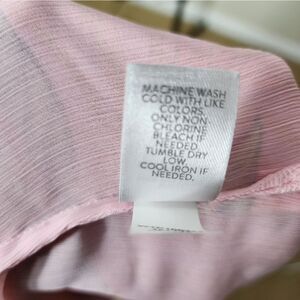 MACHINE WASH
COLD WITH LIKE
COLORS.
ONLY NON-
CHLORINE
BLEACH IF
NEEDED.
TUMBLE DRY
LOW.
COOL IRON IF
NEEDED.